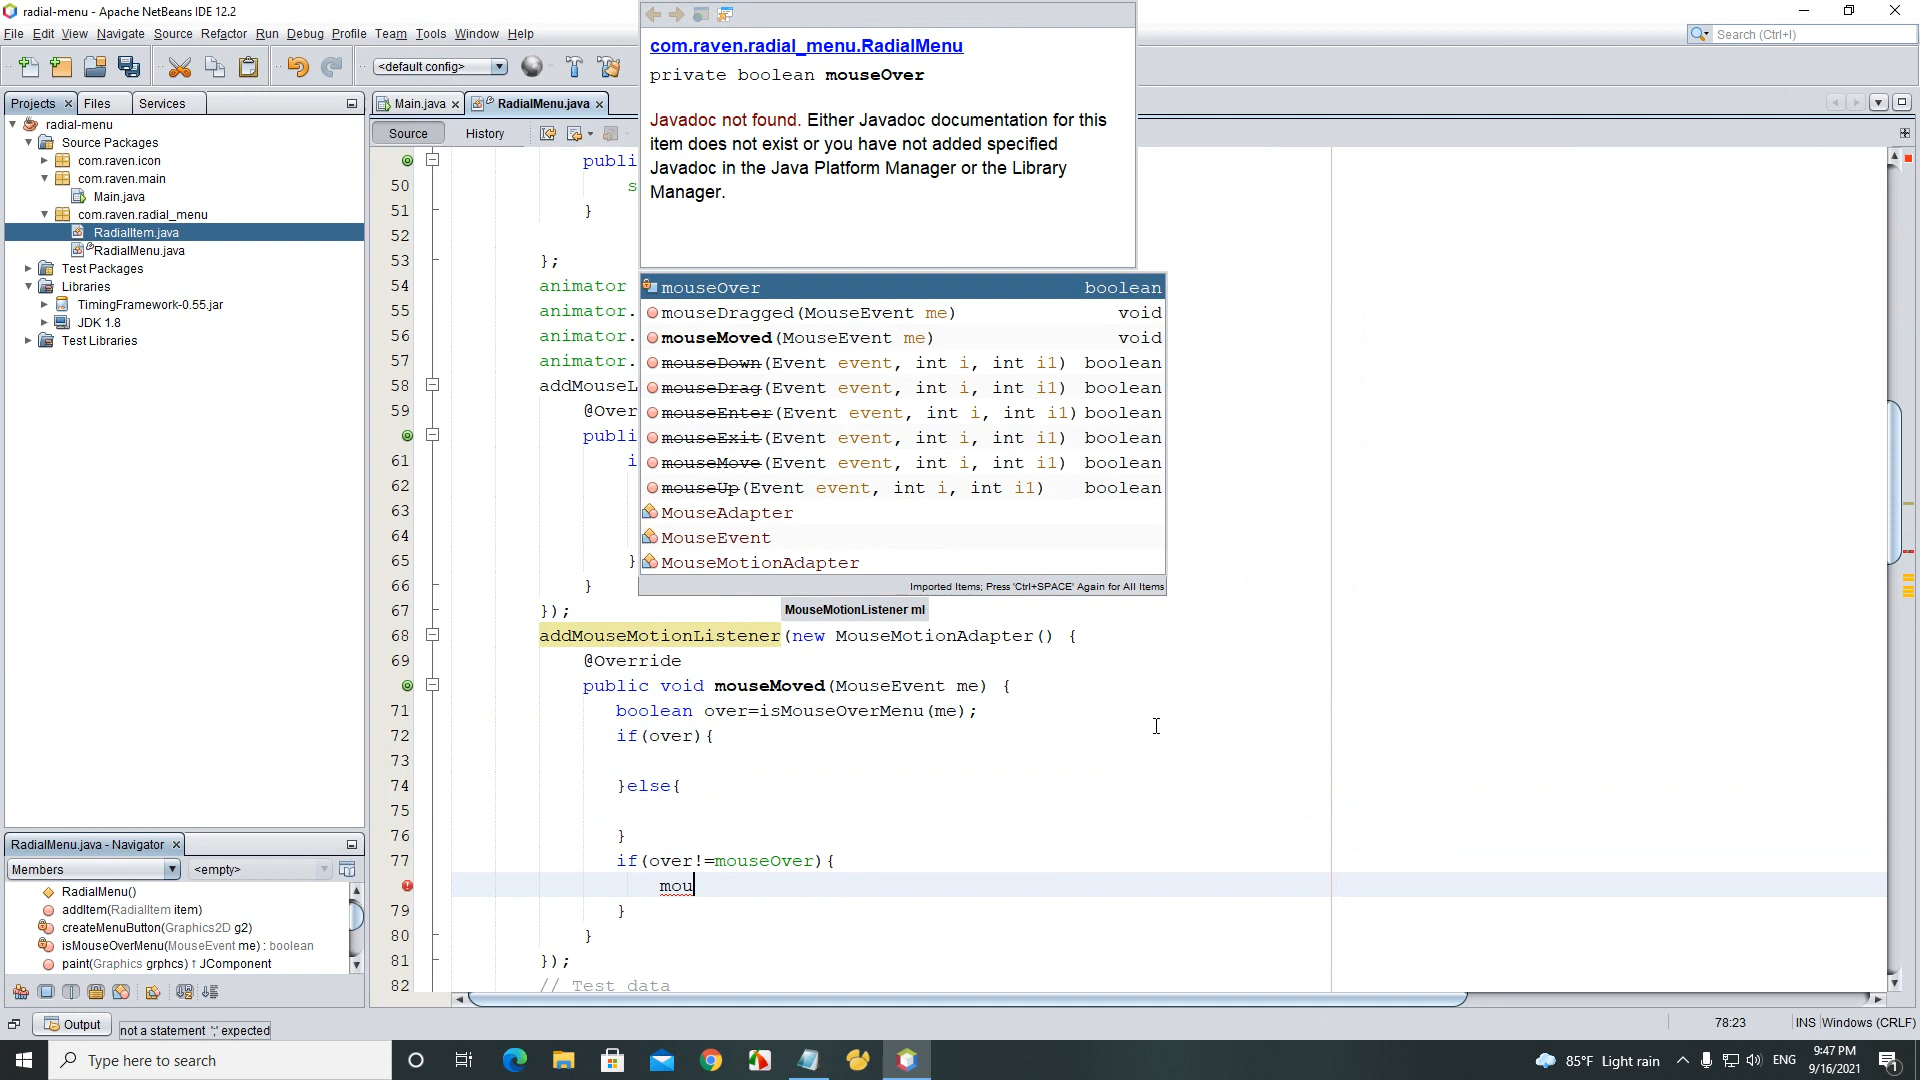 radial-menu - Apache NetBeans IDE 12.2
File Edit View Navigate Source Refactor Run Debug Profile Team Tools Window Help
Search (Ctrl+I)
<default config>
Projects Files Services
radial-menu
Source Packages
com.raven.icon
com.raven.main
Main.java
com.raven.radial_menu
RadialItem.java
RadialMenu.java
Test Packages
Libraries
TimingFramework-0.55.jar
JDK 1.8
Test Libraries
RadialMenu.java - Navigator
Members <empty>
RadialMenu()
addItem(RadialItem item)
createMenuButton(Graphics2D g2)
isMouseOverMenu(MouseEvent me) : boolean
paint(Graphics grphcs) ↑ JComponent
Main.java RadialMenu.java
Source History
com.raven.radial_menu.RadialMenu
private boolean mouseOver
Javadoc not found. Either Javadoc documentation for this
item does not exist or you have not added specified
Javadoc in the Java Platform Manager or the Library
Manager.
mouseOver boolean
mouseDragged(MouseEvent me) void
mouseMoved(MouseEvent me) void
mouseDown(Event event, int i, int i1) boolean
mouseDrag(Event event, int i, int i1) boolean
mouseEnter(Event event, int i, int i1) boolean
mouseExit(Event event, int i, int i1) boolean
mouseMove(Event event, int i, int i1) boolean
mouseUp(Event event, int i, int i1) boolean
MouseAdapter
MouseEvent
MouseMotionAdapter
Imported Items; Press 'Ctrl+SPACE' Again for All Items
MouseMotionListener ml
publi
50 s
51 }
52
53 };
54 animator
55 animator.
56 animator.
57 animator.
58 addMouseL
59 @Over
publi
61 i
62
63
64
65 }
66 }
67 });
68 addMouseMotionListener(new MouseMotionAdapter() {
69 @Override
public void mouseMoved(MouseEvent me) {
71 boolean over=isMouseOverMenu(me);
72 if(over){
73
74 }else{
75
76 }
77 if(over!=mouseOver){
mou
79 }
80 }
81 });
82 // Test data
Output
not a statement ';' expected
78:23 INS Windows (CRLF)
Type here to search
85°F Light rain
ENG
9:47 PM
9/16/2021
1